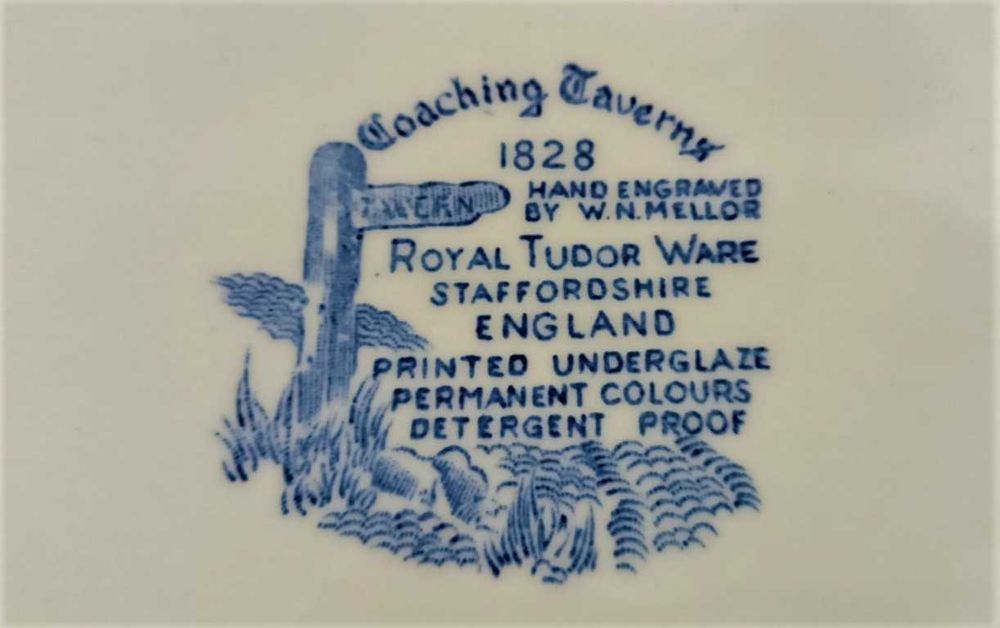 Coaching Taverns
1828
TAVERN
HAND ENGRAVED
BY W.N. MELLOR
ROYAL TUDOR WARE
STAFFORDSHIRE
ENGLAND
PRINTED UNDERGLAZE
PERMANENT COLOURS
DETERGENT PROOF